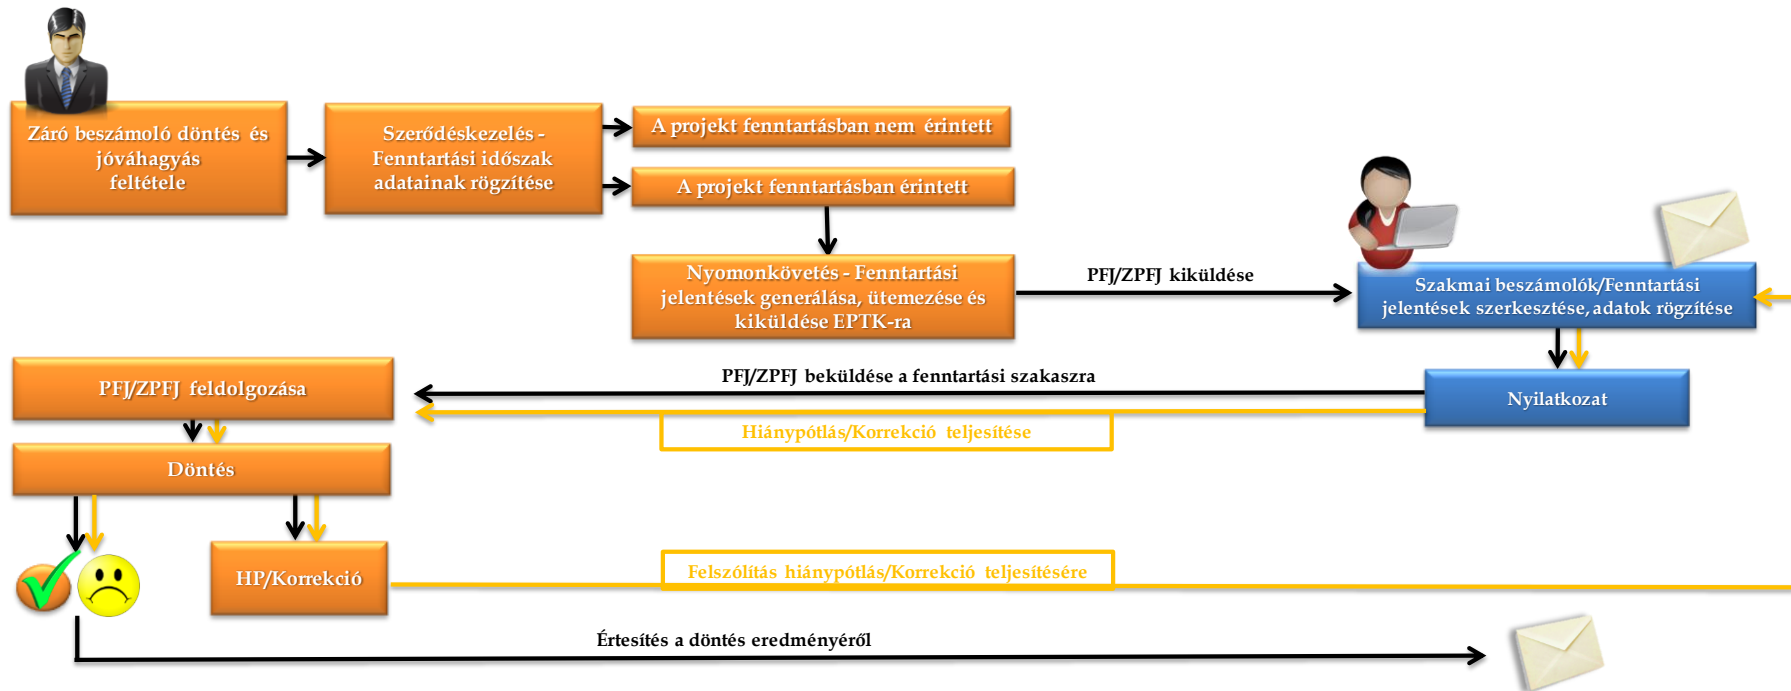 Záró beszámoló döntés és
jóváhagyás
feltétele
Szerődéskezelés -
Fenntartási időszak
adatainak rögzítése
A projekt fenntartásban nem érintett
A projekt fenntartásban érintett
Nyomonkövetés - Fenntartási
jelentések generálása, ütemezése és
kiküldése EPTK-ra
PFJ/ZPFJ kiküldése
Szakmai beszámolók/Fenntartási
jelentések szerkesztése, adatok rögzítése
PFJ/ZPFJ feldolgozása
PFJ/ZPFJ beküldése a fenntartási szakaszra
Nyilatkozat
Hiánypótlás/Korrekció teljesítése
Döntés
HP/Korrekció
Felszólítás hiánypótlás/Korrekció teljesítésére
Értesítés a döntés eredményéről